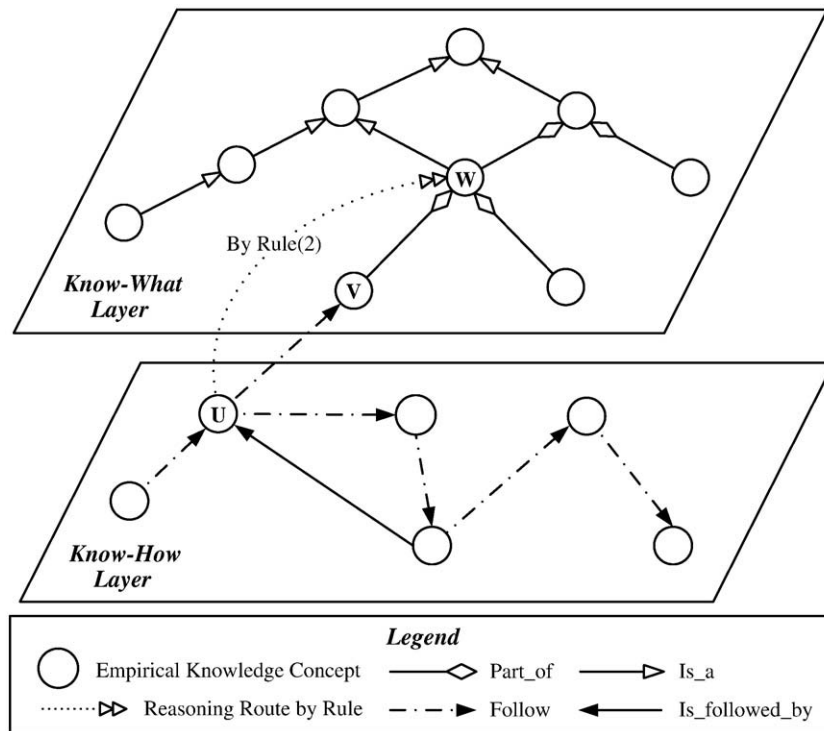 W
By Rule(2)
Know-What
Layer
V
U
Know-How
Layer
Legend
Empirical Knowledge Concept
Part_of
Is_a
Reasoning Route by Rule
Follow
Is_followed_by